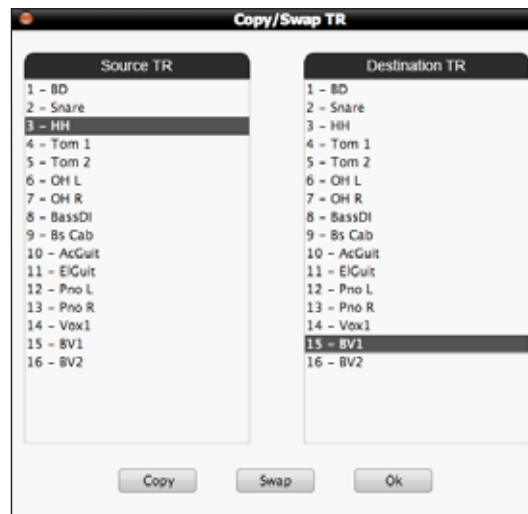 Copy/Swap TR
Source TR
1 - BD
2 - Snare
3 - HH
4 - Tom 1
5 - Tom 2
6 - OH L
7 - OH R
8 - BassDI
9 - Bs Cab
10 - AcGuit
11 - ElGuit
12 - Pno L
13 - Pno R
14 - Vox1
15 - BV1
16 - BV2
Destination TR
1 - BD
2 - Snare
3 - HH
4 - Tom 1
5 - Tom 2
6 - OH L
7 - OH R
8 - BassDI
9 - Bs Cab
10 - AcGuit
11 - ElGuit
12 - Pno L
13 - Pno R
14 - Vox1
15 - BV1
16 - BV2
Copy Swap Ok